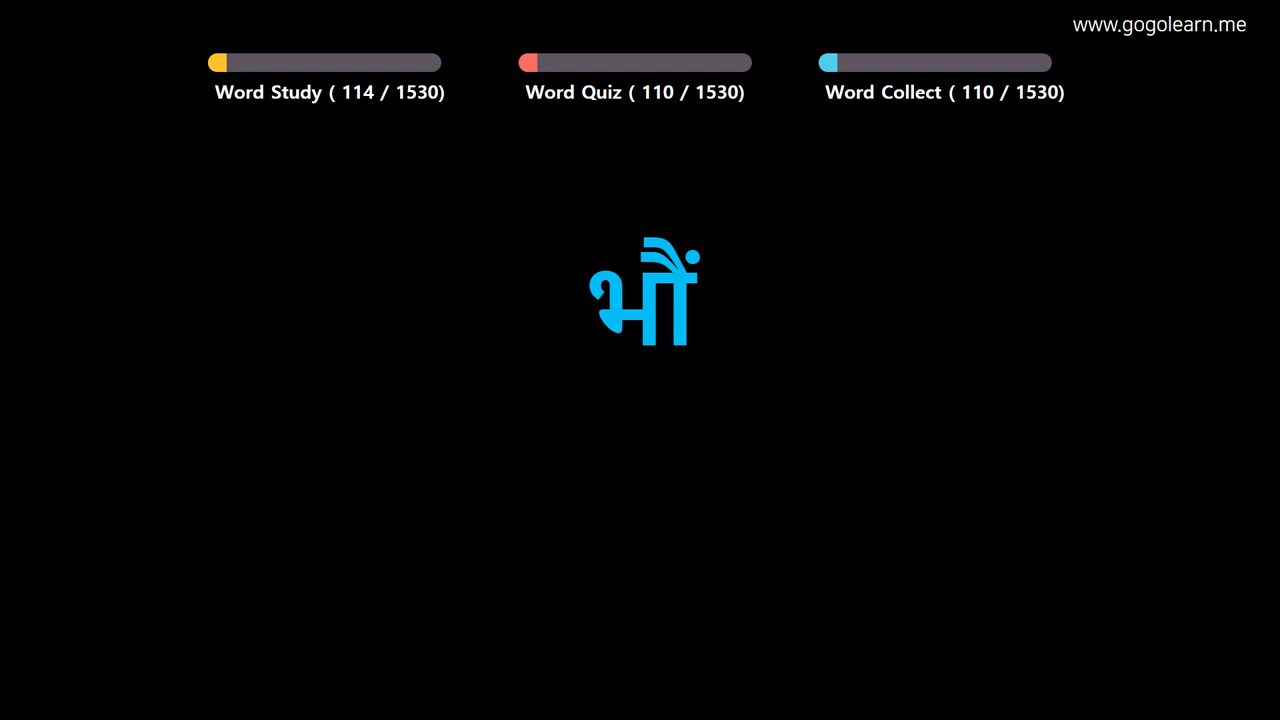 www.gogolearn.me
Word Study ( 114 / 1530)
Word Quiz ( 110 / 1530)
Word Collect ( 110 / 1530)
भौं